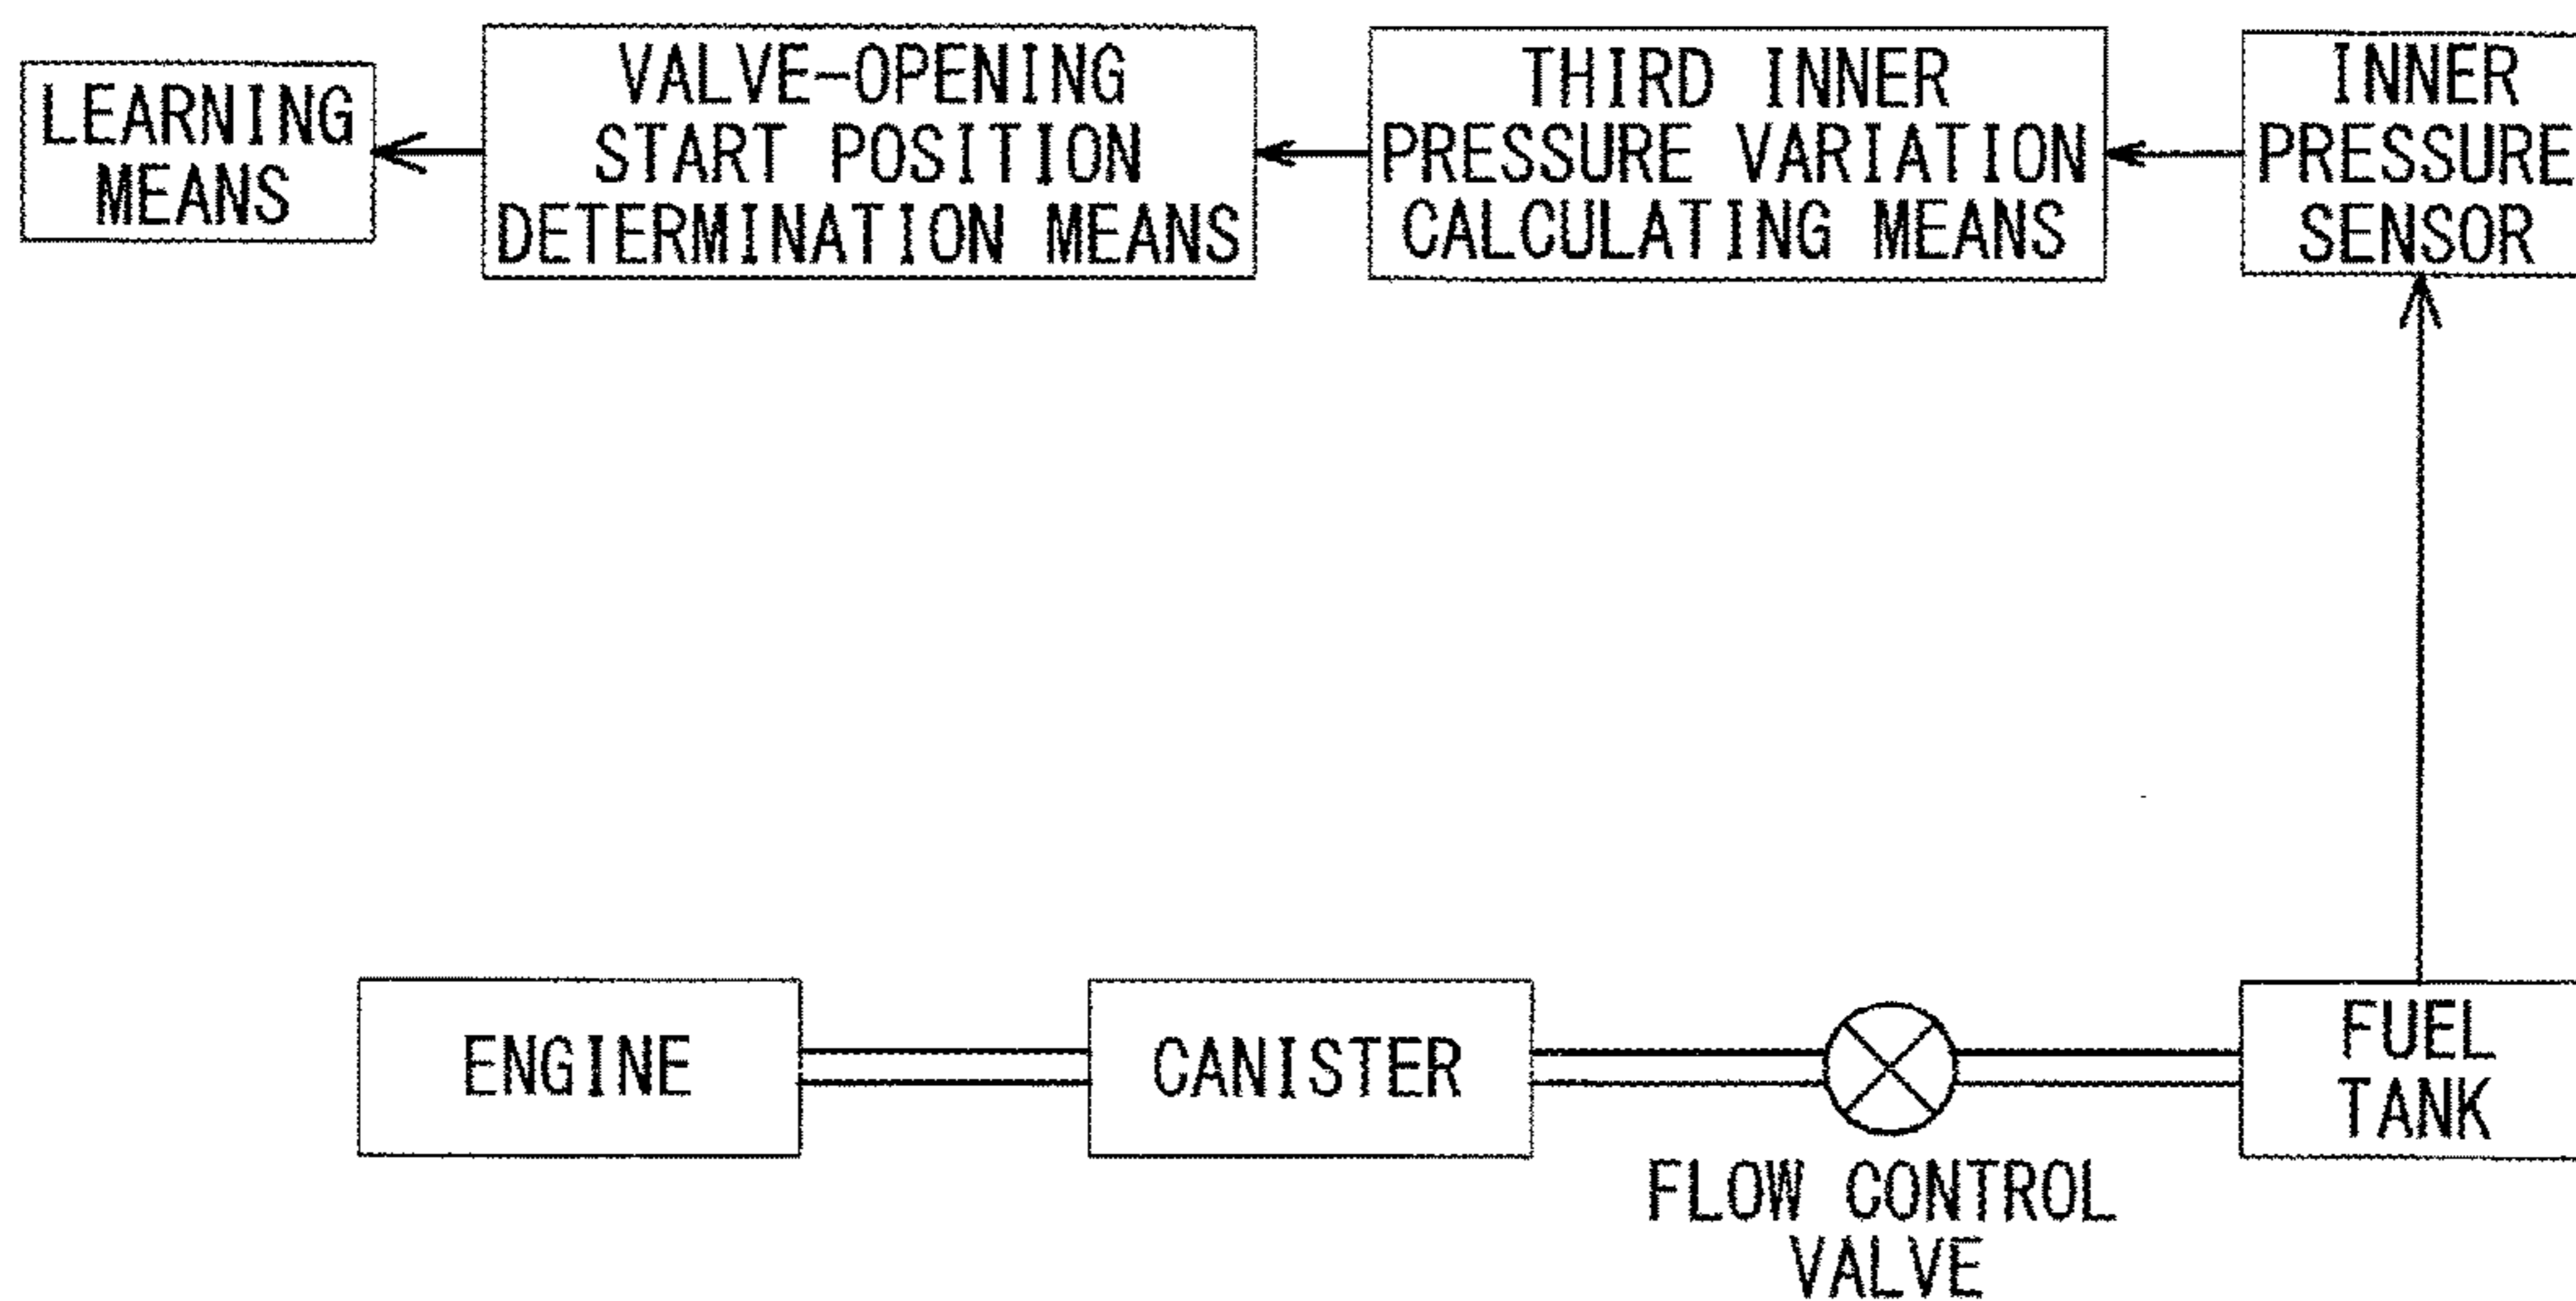 LEARNING
MEANS
VALVE-OPENING
START POSITION
DETERMINATION MEANS
THIRD INNER
PRESSURE VARIATION
CALCULATING MEANS
INNER
PRESSURE
SENSOR
ENGINE
CANISTER
FLOW CONTROL
VALVE
FUEL
TANK